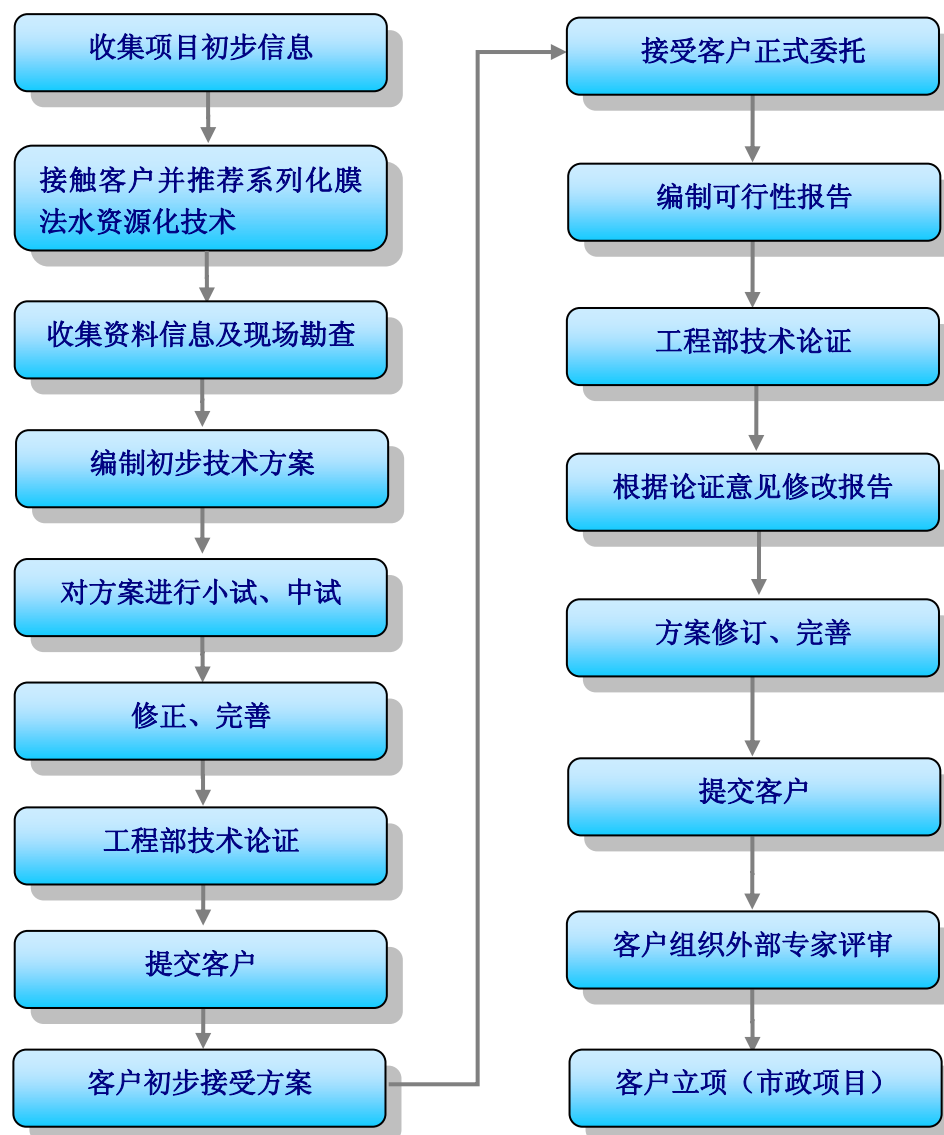 收集项目初步信息
接触客户并推荐系列化膜
法水资源化技术
收集资料信息及现场勘查
编制初步技术方案
对方案进行小试、中试
修正、完善
工程部技术论证
提交客户
客户初步接受方案
接受客户正式委托
编制可行性报告
工程部技术论证
根据论证意见修改报告
方案修订、完善
提交客户
客户组织外部专家评审
客户立项（市政项目）